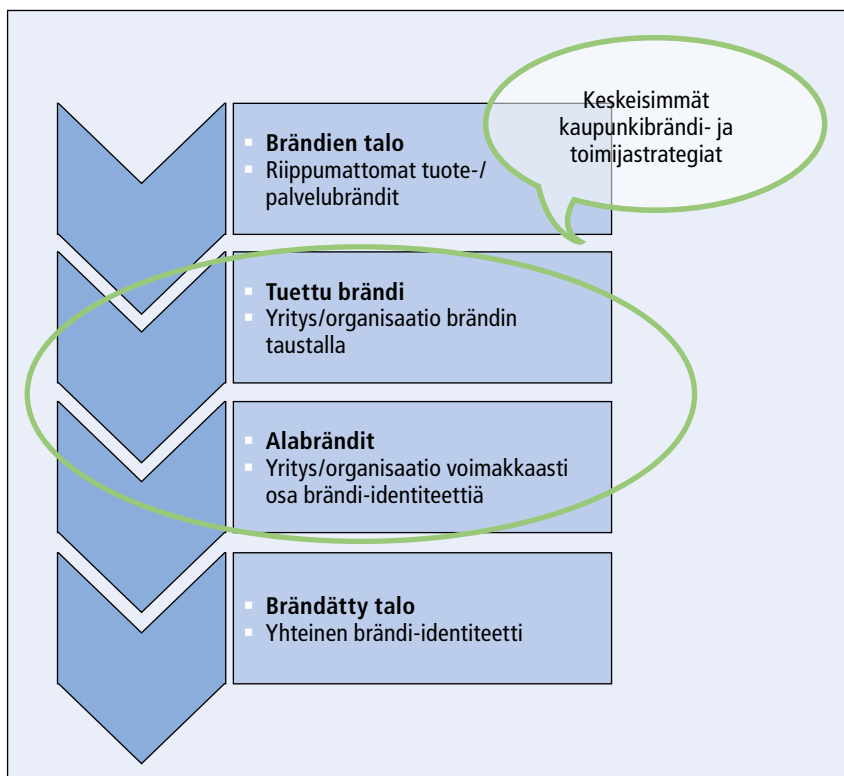 Keskeisimmät
kaupunkibrändi- ja
toimijastrategiat
▪ Brändien talo
▪ Riippumattomat tuote-/
palvelubrändit
▪ Tuettu brändi
▪ Yritys/organisaatio brändin
taustalla
▪ Alabrändit
▪ Yritys/organisaatio voimakkaasti
osa brändi-identiteettiä
▪ Brändätty talo
▪ Yhteinen brändi-identiteetti